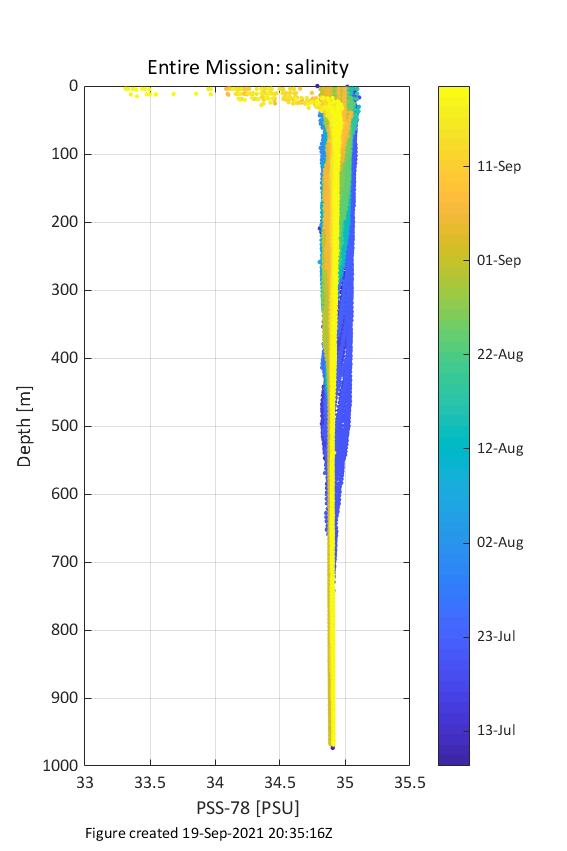 Entire Mission: salinity
0
100
200
300
400
500
600
700
800
900
1000
Depth [m]
33
33.5
34
34.5
35
35.5
PSS-78 [PSU]
11-Sep
01-Sep
22-Aug
12-Aug
02-Aug
23-Jul
13-Jul
Figure created 19-Sep-2021 20:35:16Z